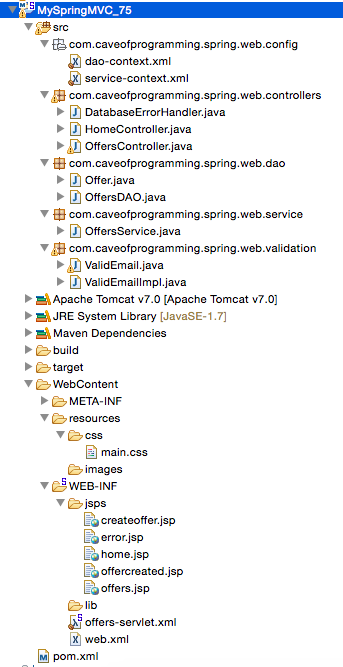 MySpringMVC_75
src
com.caveofprogramming.spring.web.config
dao-context.xml
service-context.xml
com.caveofprogramming.spring.web.controllers
DatabaseErrorHandler.java
HomeController.java
OffersController.java
com.caveofprogramming.spring.web.dao
Offer.java
OffersDAO.java
com.caveofprogramming.spring.web.service
OffersService.java
com.caveofprogramming.spring.web.validation
ValidEmail.java
ValidEmailImpl.java
Apache Tomcat v7.0 [Apache Tomcat v7.0]
JRE System Library [JavaSE-1.7]
Maven Dependencies
build
target
WebContent
META-INF
resources
css
main.css
images
WEB-INF
jsps
createoffer.jsp
error.jsp
home.jsp
offercreated.jsp
offers.jsp
lib
offers-servlet.xml
web.xml
pom.xml